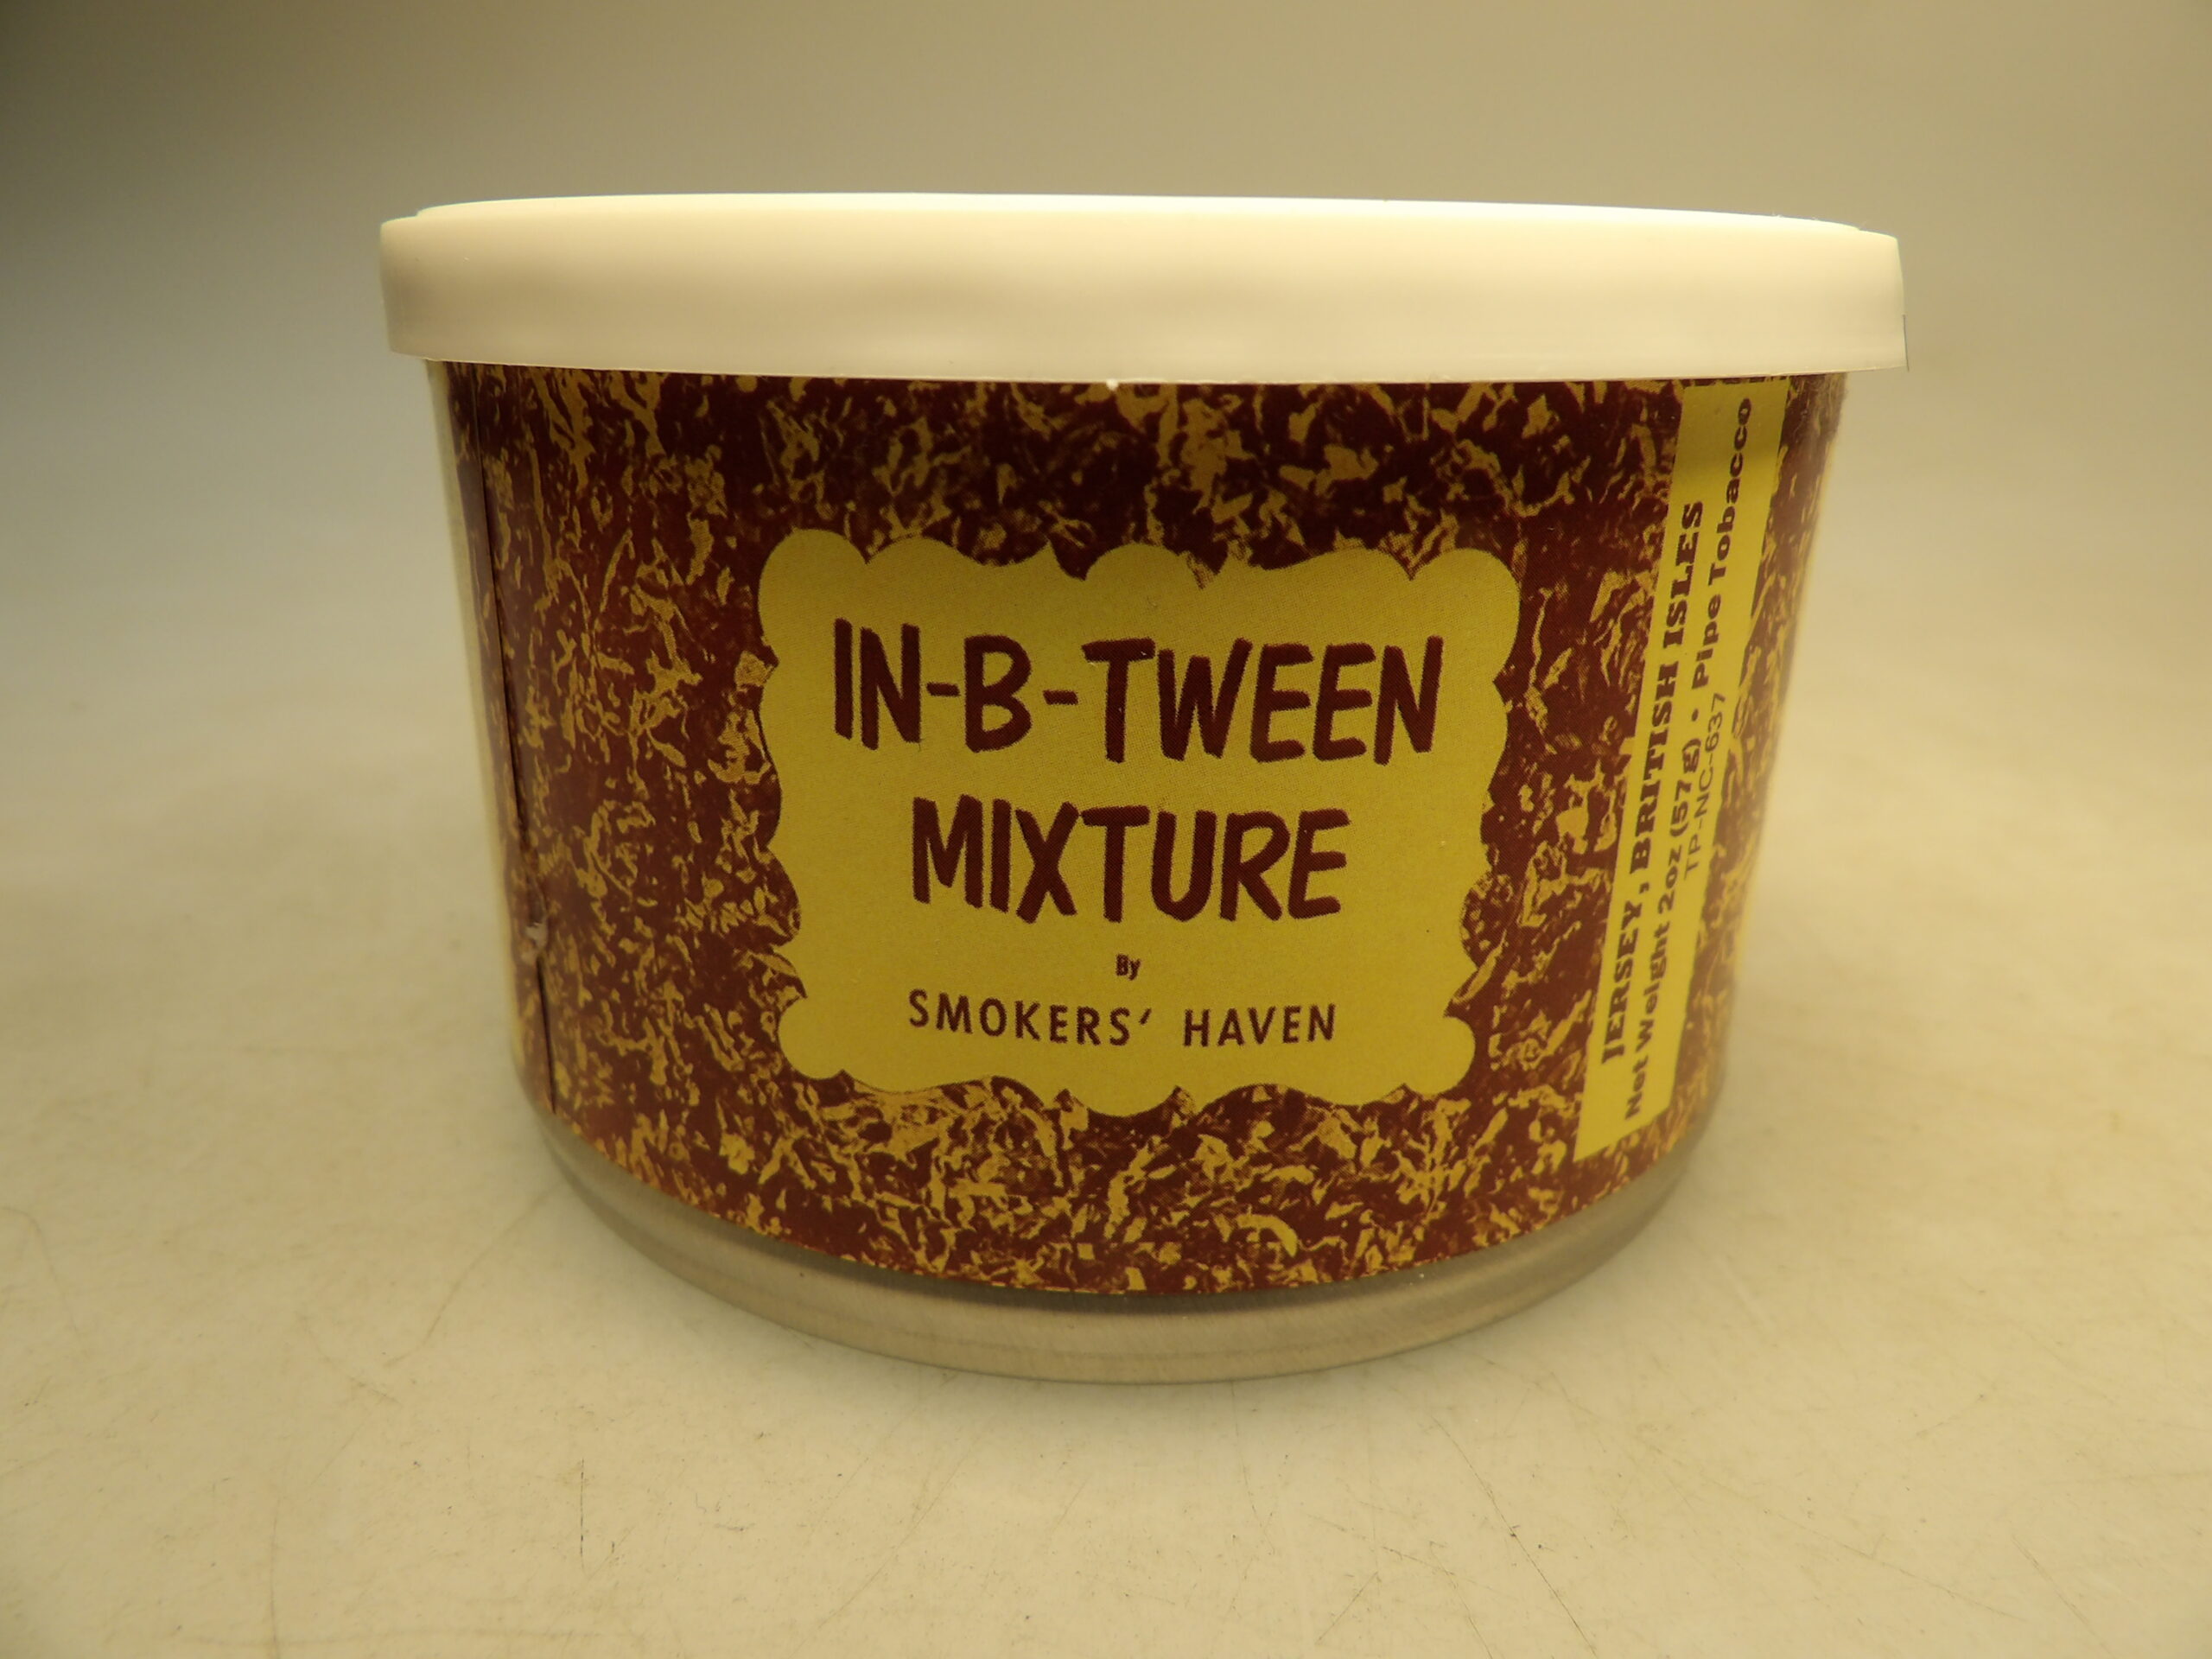 IN-B-TWEEN
MIXTURE
By
SMOKERS' HAVEN
JERSEY, BRITISH ISLES
Net Weight 2oz (57g) • Pipe Tobacco
TP-NC-637